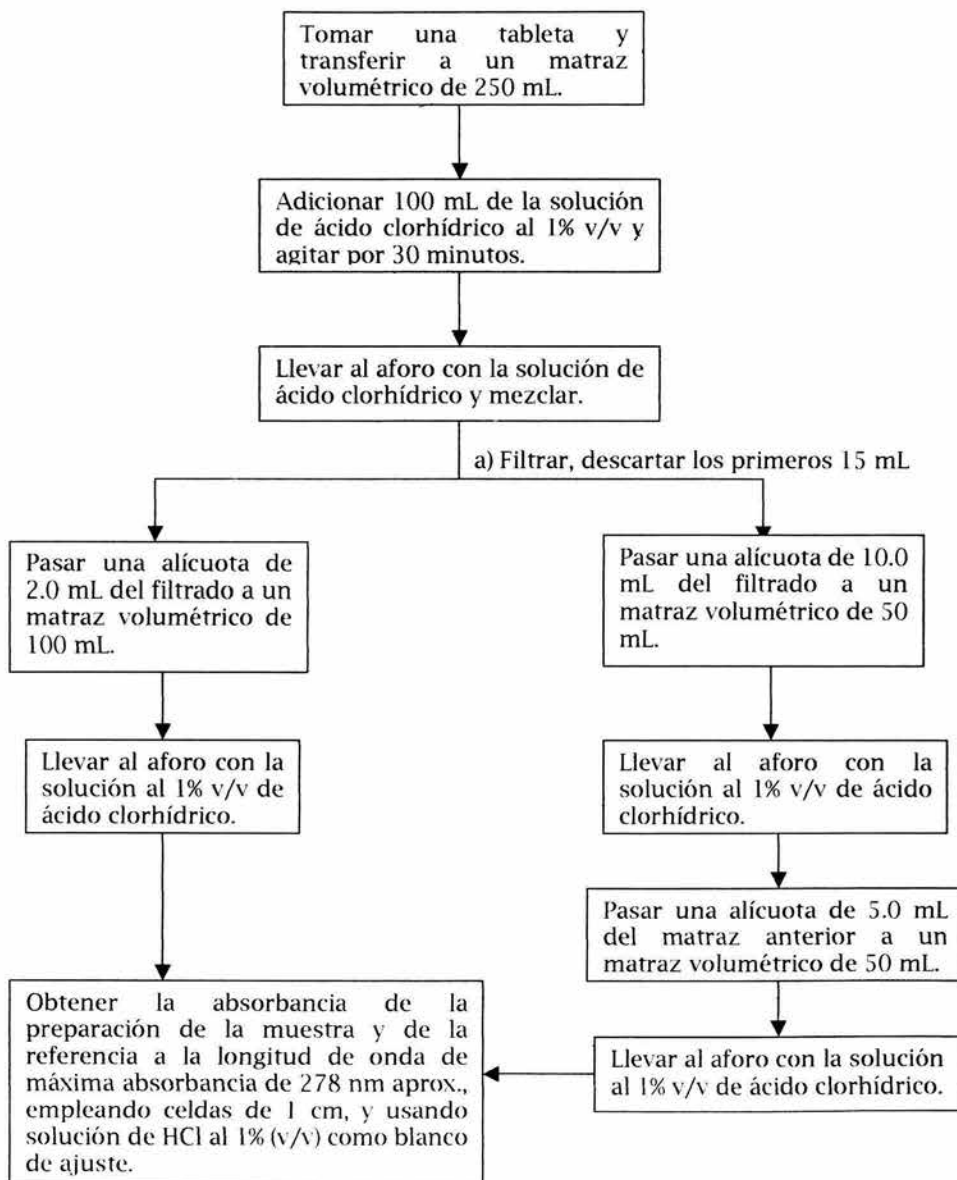 Tomar una tableta y
transferir a un matraz
volumétrico de 250 mL.
Adicionar 100 mL de la solución
de ácido clorhídrico al 1% v/v y
agitar por 30 minutos.
Llevar al aforo con la solución de
ácido clorhídrico y mezclar.
a) Filtrar, descartar los primeros 15 mL
Pasar una alícuota de
2.0 mL del filtrado a un
matraz volumétrico de
100 mL.
Llevar al aforo con la
solución al 1% v/v de
ácido clorhídrico.
Pasar una alícuota de 10.0
mL del filtrado a un
matraz volumétrico de 50
mL.
Llevar al aforo con la
solución al 1% v/v de ácido
clorhídrico.
Pasar una alícuota de 5.0 mL
del matraz anterior a un
matraz volumétrico de 50 mL.
Llevar al aforo con la solución
al 1% v/v de ácido clorhídrico.
Obtener la absorbancia de la
preparación de la muestra y de la
referencia a la longitud de onda de
máxima absorbancia de 278 nm aprox.,
empleando celdas de 1 cm, y usando
solución de HCl al 1% (v/v) como blanco
de ajuste.